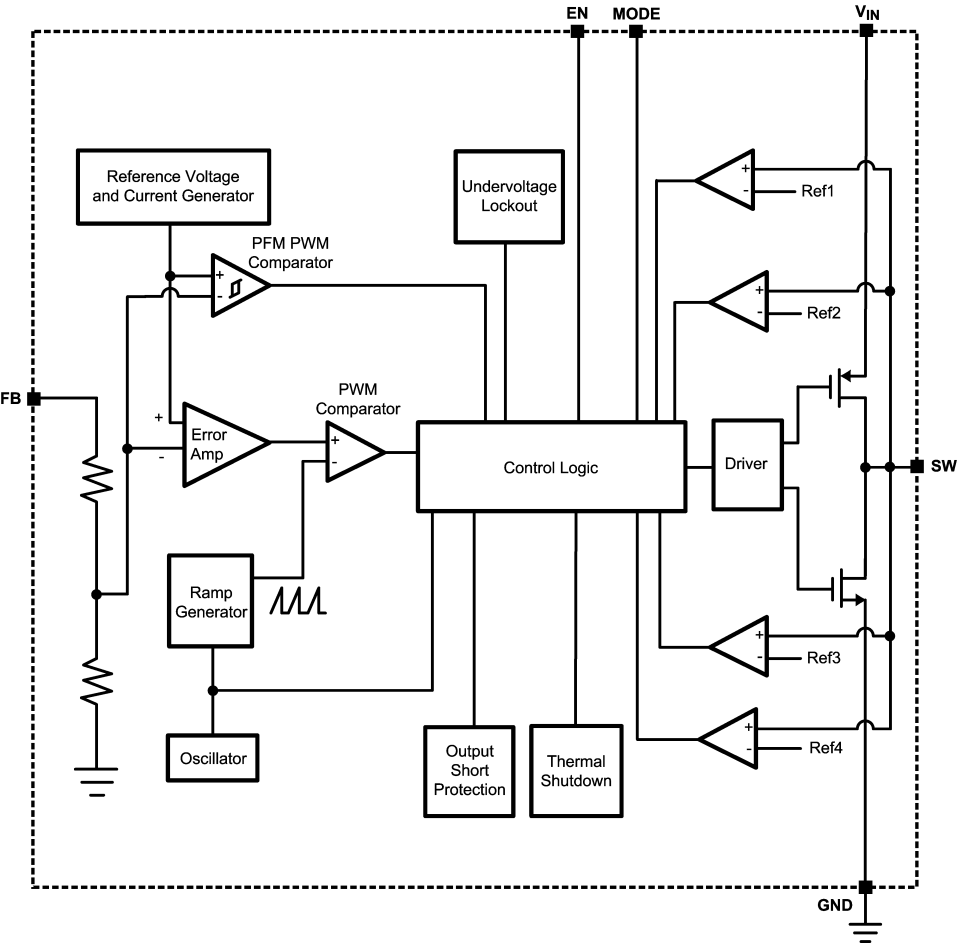 EN
MODE
VIN
Reference Voltage
and Current Generator
Undervoltage
Lockout
+
-
Ref1
PFM PWM
Comparator
+
-
+
-
Ref2
FB
+
-
Error
Amp
PWM
Comparator
+
-
Control Logic
Driver
SW
Ramp
Generator
+
-
Ref3
Oscillator
Output
Short
Protection
Thermal
Shutdown
+
-
Ref4
GND